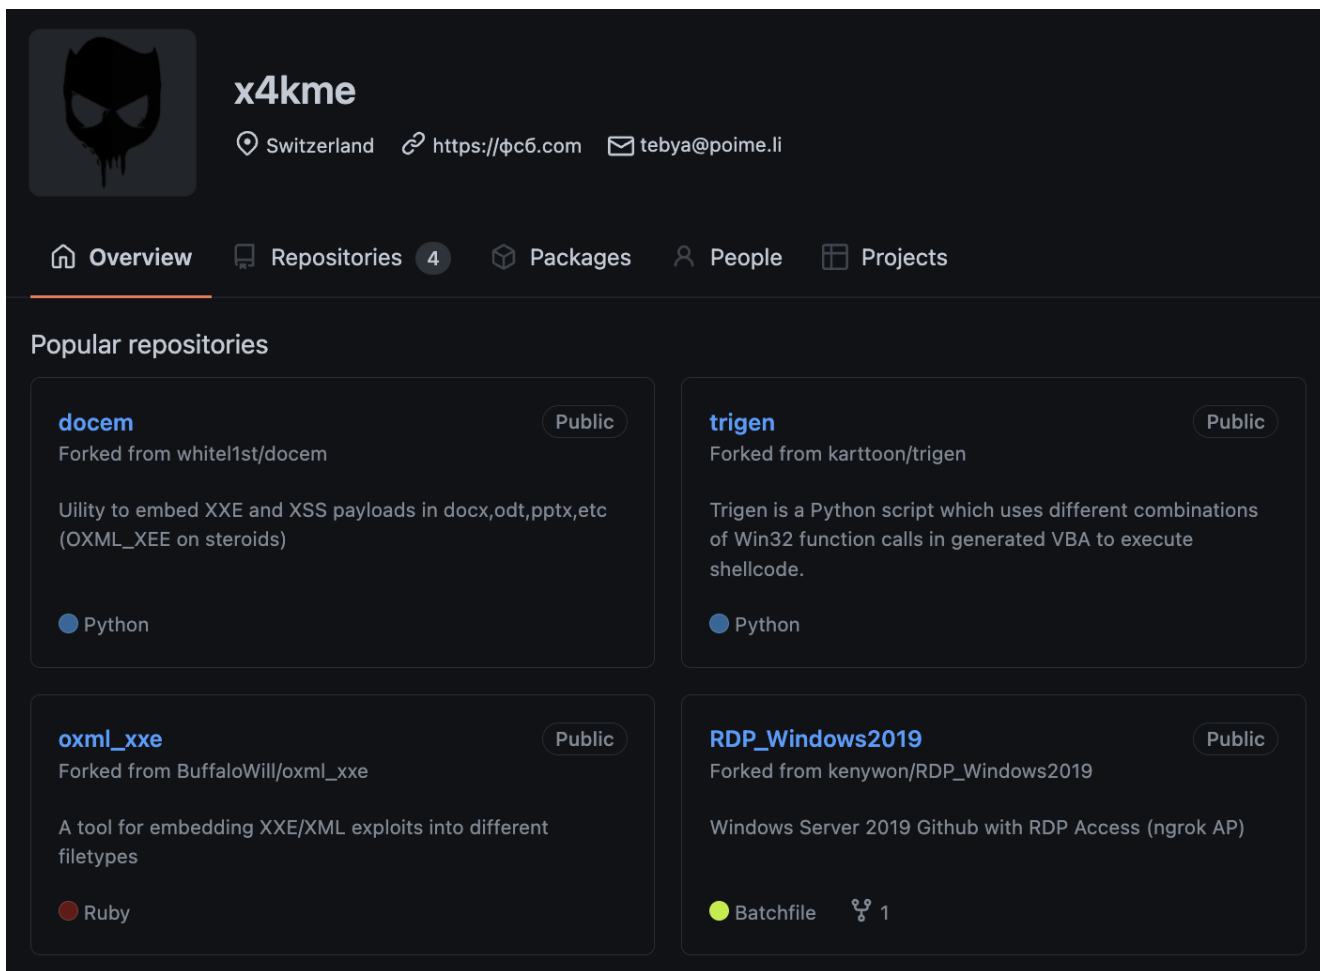 x4kme
Switzerland https://фсб.com tebya@poime.li
Overview Repositories 4 Packages People Projects
Popular repositories
docem Public
Forked from whitel1st/docem
Uility to embed XXE and XSS payloads in docx,odt,pptx,etc
(OXML_XEE on steroids)
Python
trigen Public
Forked from karttoon/trigen
Trigen is a Python script which uses different combinations
of Win32 function calls in generated VBA to execute
shellcode.
Python
oxml_xxe Public
Forked from BuffaloWill/oxml_xxe
A tool for embedding XXE/XML exploits into different
filetypes
Ruby
RDP_Windows2019 Public
Forked from kenywon/RDP_Windows2019
Windows Server 2019 Github with RDP Access (ngrok AP)
Batchfile 1